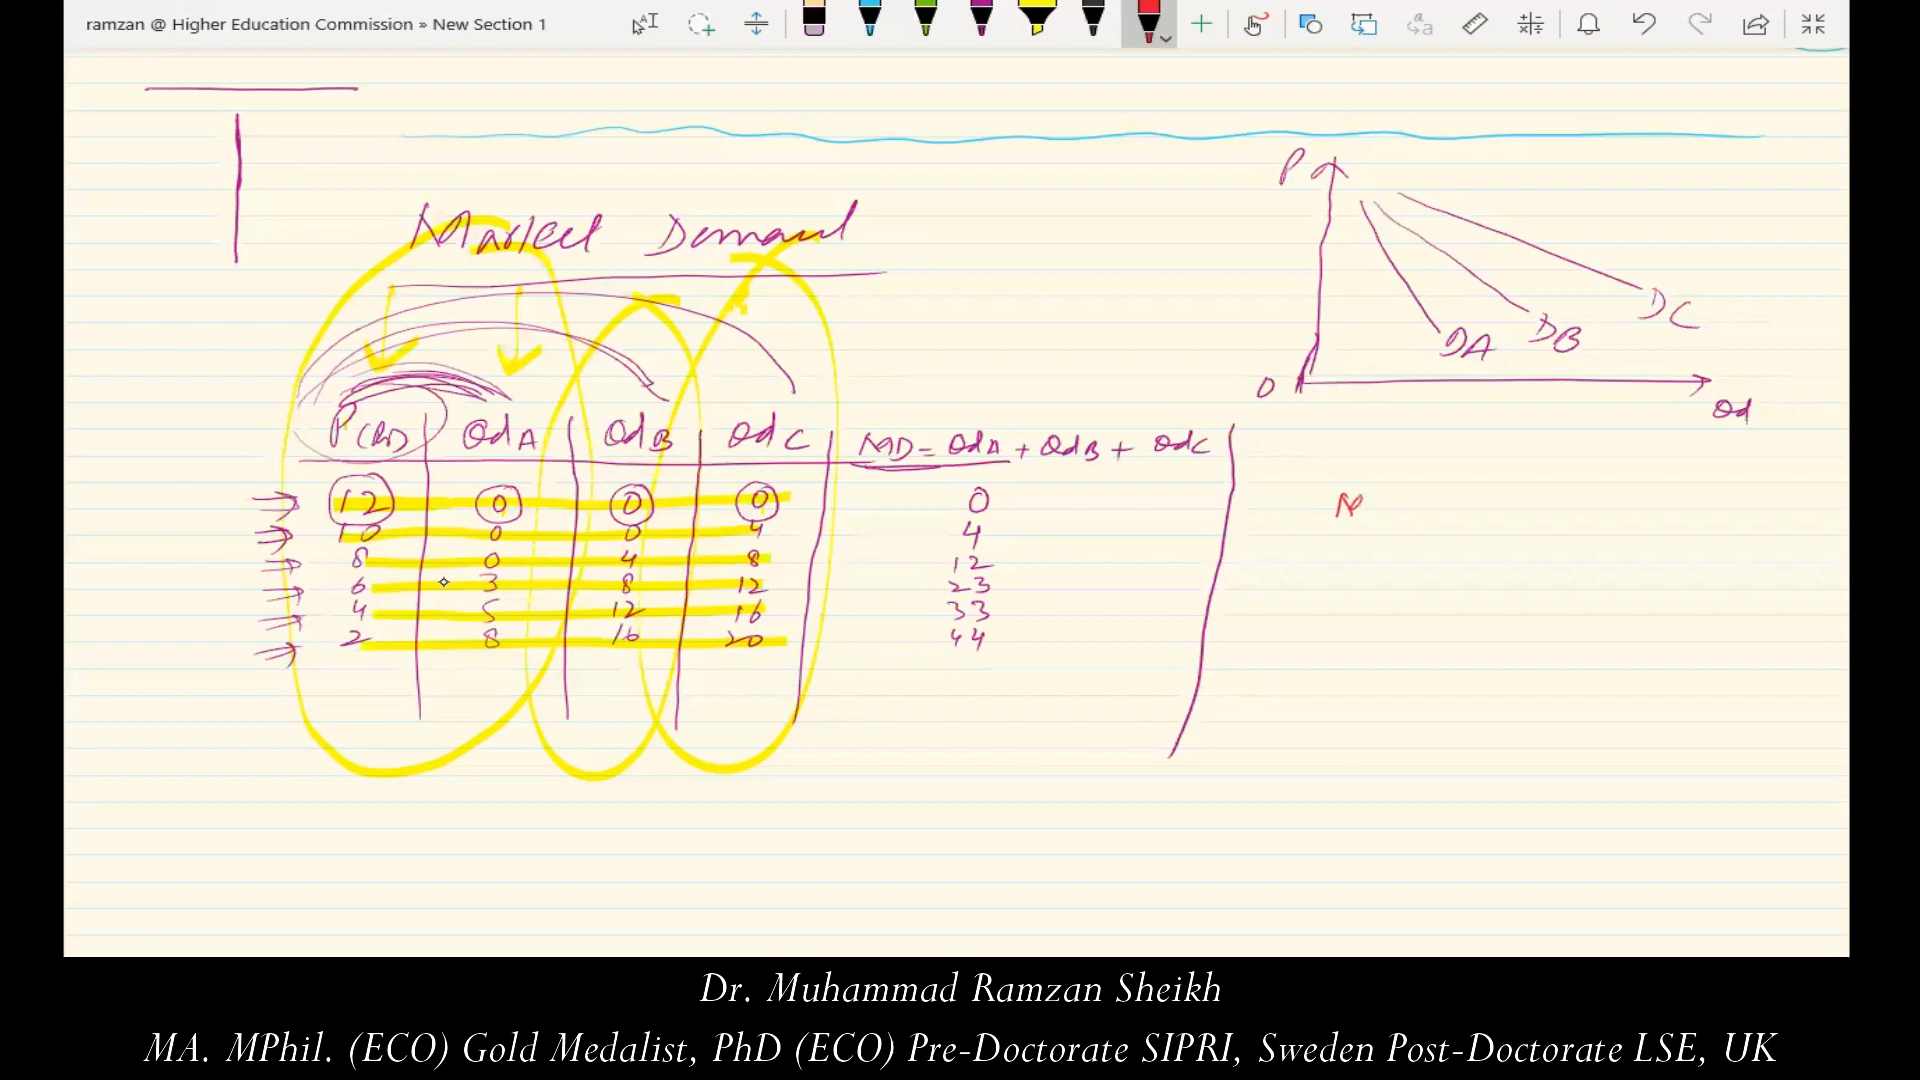 ramzan @ Higher Education Commission » New Section 1
Market Demand
P
DC
DB
DA
O
Qd
P(Rs) QdA QdB QdC MD = QdA + QdB + QdC
12 0 0 0 0
10 0 0 4 4
8 0 4 8 12
6 3 8 12 23
4 5 12 16 33
2 8 16 20 44
Dr. Muhammad Ramzan Sheikh
MA. MPhil. (ECO) Gold Medalist, PhD (ECO) Pre-Doctorate SIPRI, Sweden Post-Doctorate LSE, UK